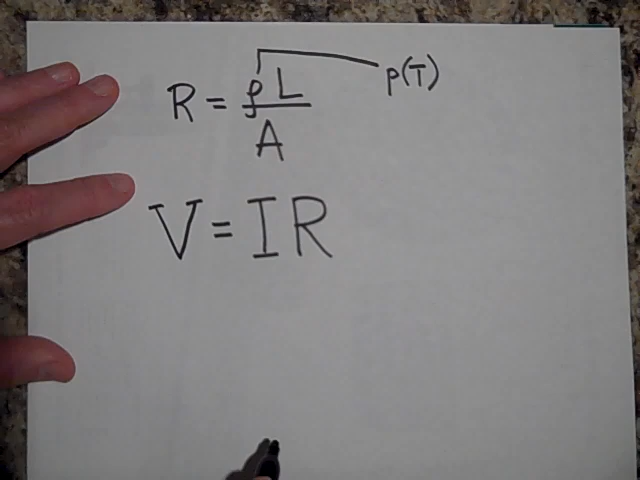 R = ρL/A
ρ(T)
V = IR